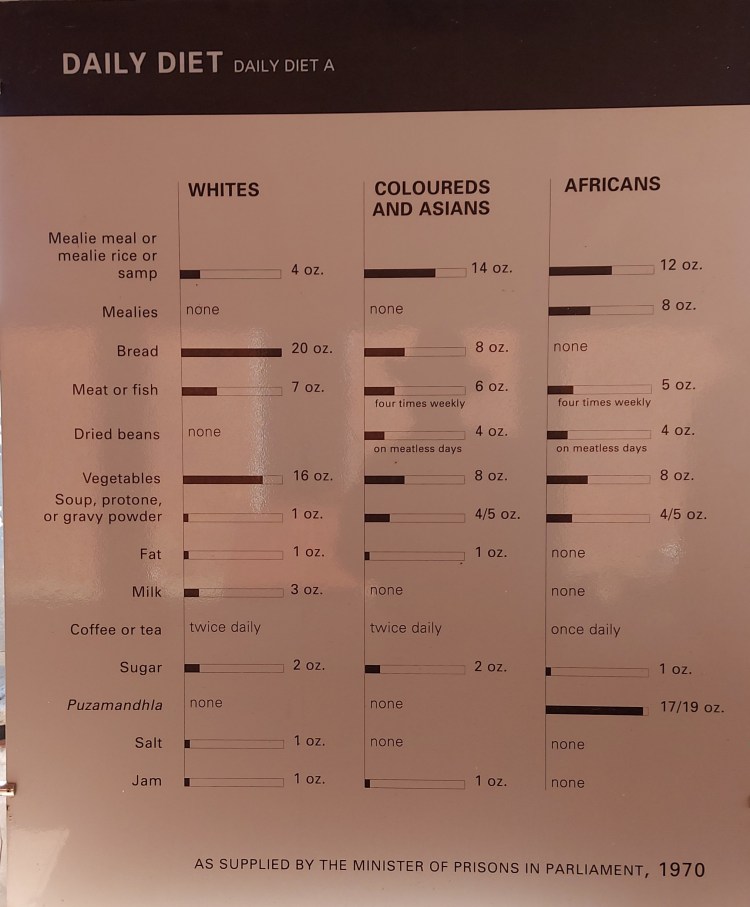 DAILY DIET DAILY DIET A
WHITES
COLOUREDS
AND ASIANS
AFRICANS
Mealie meal or
mealie rice or
samp 4 oz. 14 oz. 12 oz.
Mealies none none 8 oz.
Bread 20 oz. 8 oz. none
Meat or fish 7 oz. 6 oz. 5 oz.
four times weekly four times weekly
Dried beans none 4 oz. 4 oz.
on meatless days on meatless days
Vegetables 16 oz. 8 oz. 8 oz.
Soup, protone,
or gravy powder 1 oz. 4/5 oz. 4/5 oz.
Fat 1 oz. 1 oz. none
Milk 3 oz. none none
Coffee or tea twice daily twice daily once daily
Sugar 2 oz. 2 oz. 1 oz.
Puzamandhla none none 17/19 oz.
Salt 1 oz. none none
Jam 1 oz. 1 oz. none
AS SUPPLIED BY THE MINISTER OF PRISONS IN PARLIAMENT, 1970